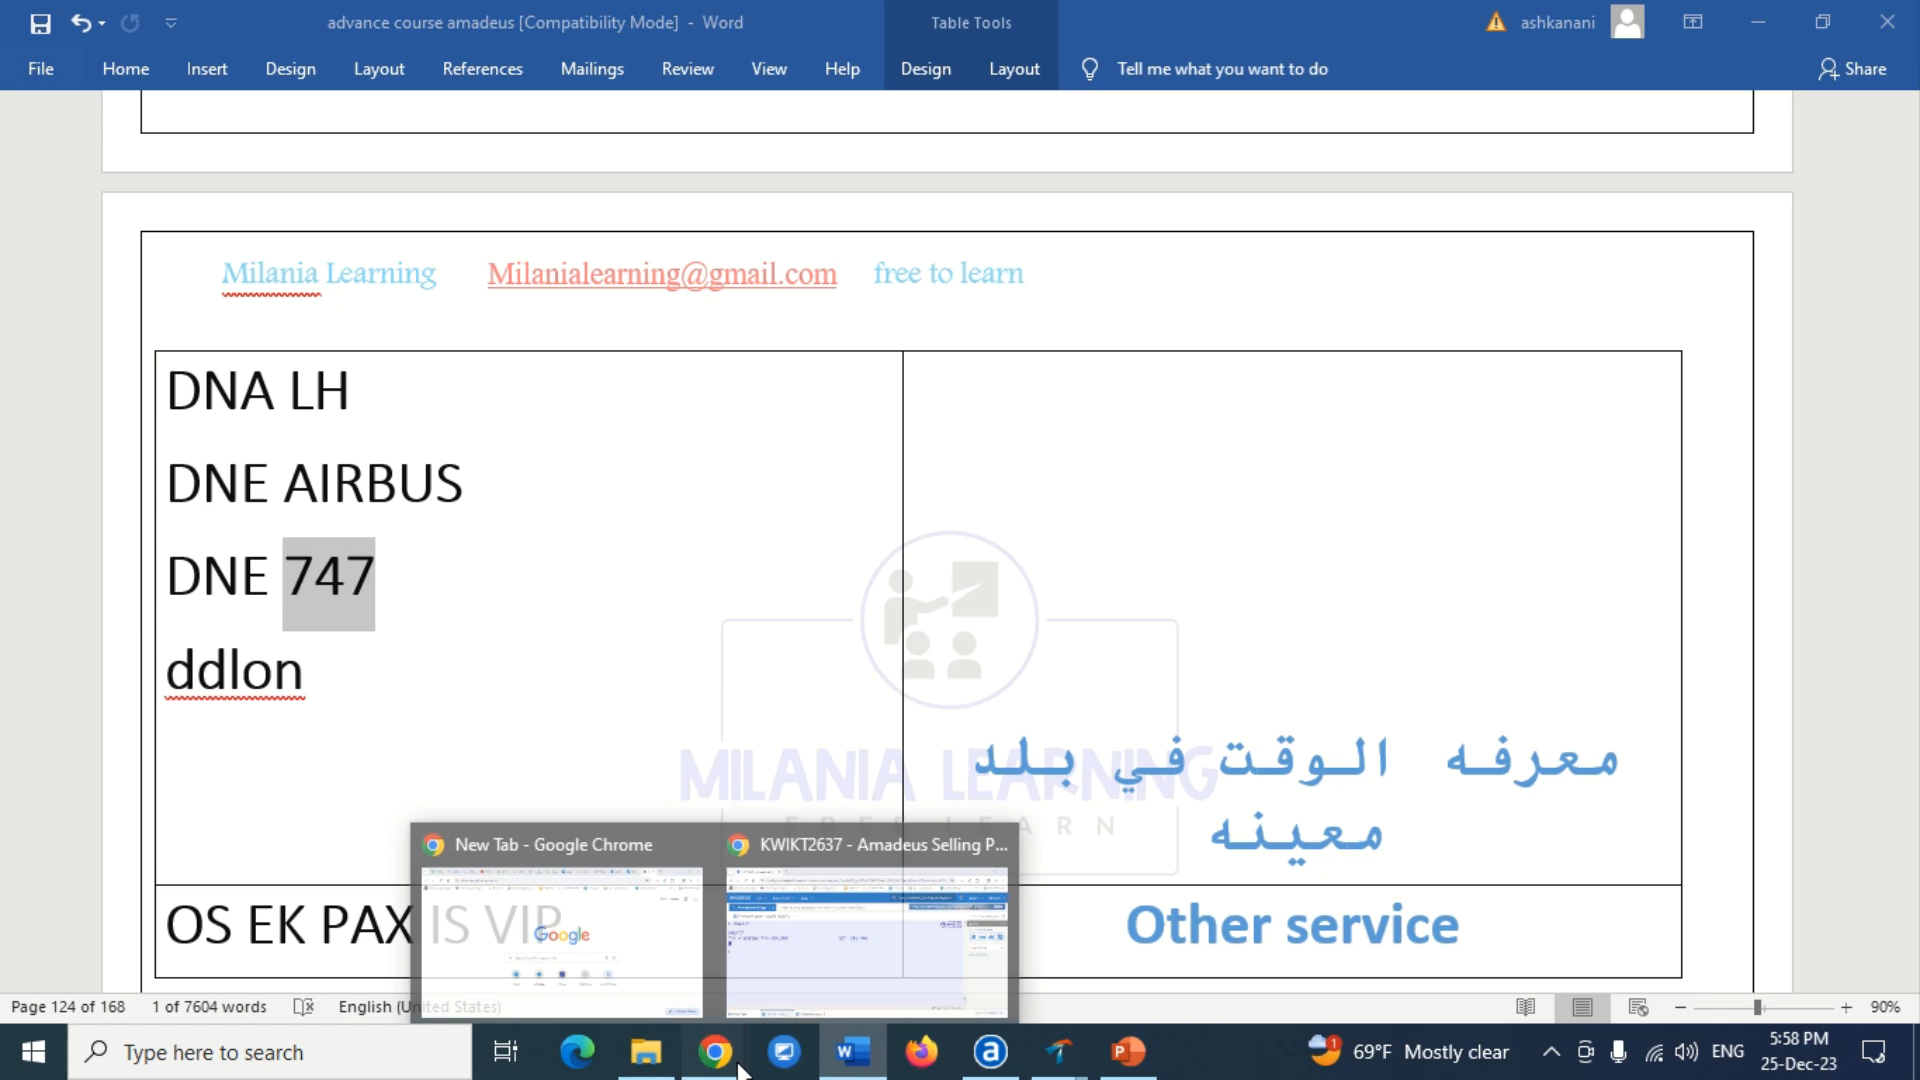 advance course amadeus [Compatibility Mode] - Word
Table Tools
ashkanani
File Home Insert Design Layout References Mailings Review View Help Design Layout Tell me what you want to do Share
Milania Learning Milanialearning@gmail.com free to learn
DNA LH
DNE AIRBUS
DNE 747
ddlon
معرفه الوقت في بلد
معينه
MILANIA LEARNING
FREE LEARN
New Tab - Google Chrome
KWIKT2637 - Amadeus Selling P...
Google
OS EK PAX IS VIP
Other service
Page 124 of 168 1 of 7604 words English (United States) 90%
Type here to search
69°F Mostly clear
ENG
5:58 PM
25-Dec-23